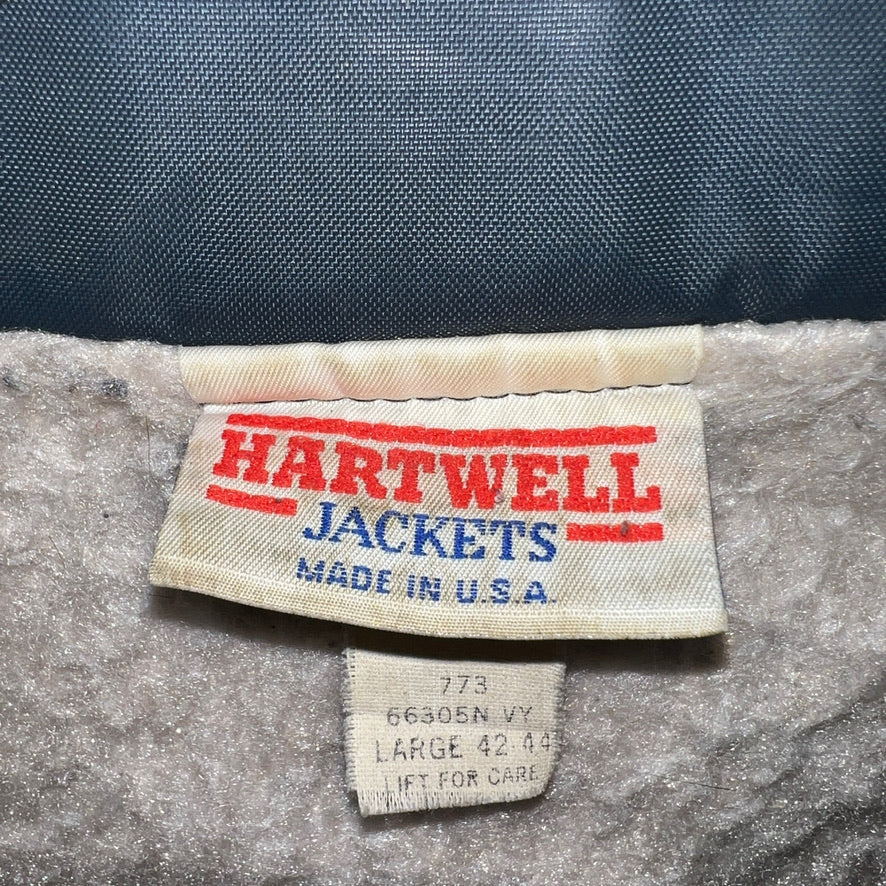 HARTWELL
JACKETS
MADE IN U.S.A.
773
66305N VY
LARGE 42-44
LIFT FOR CARE